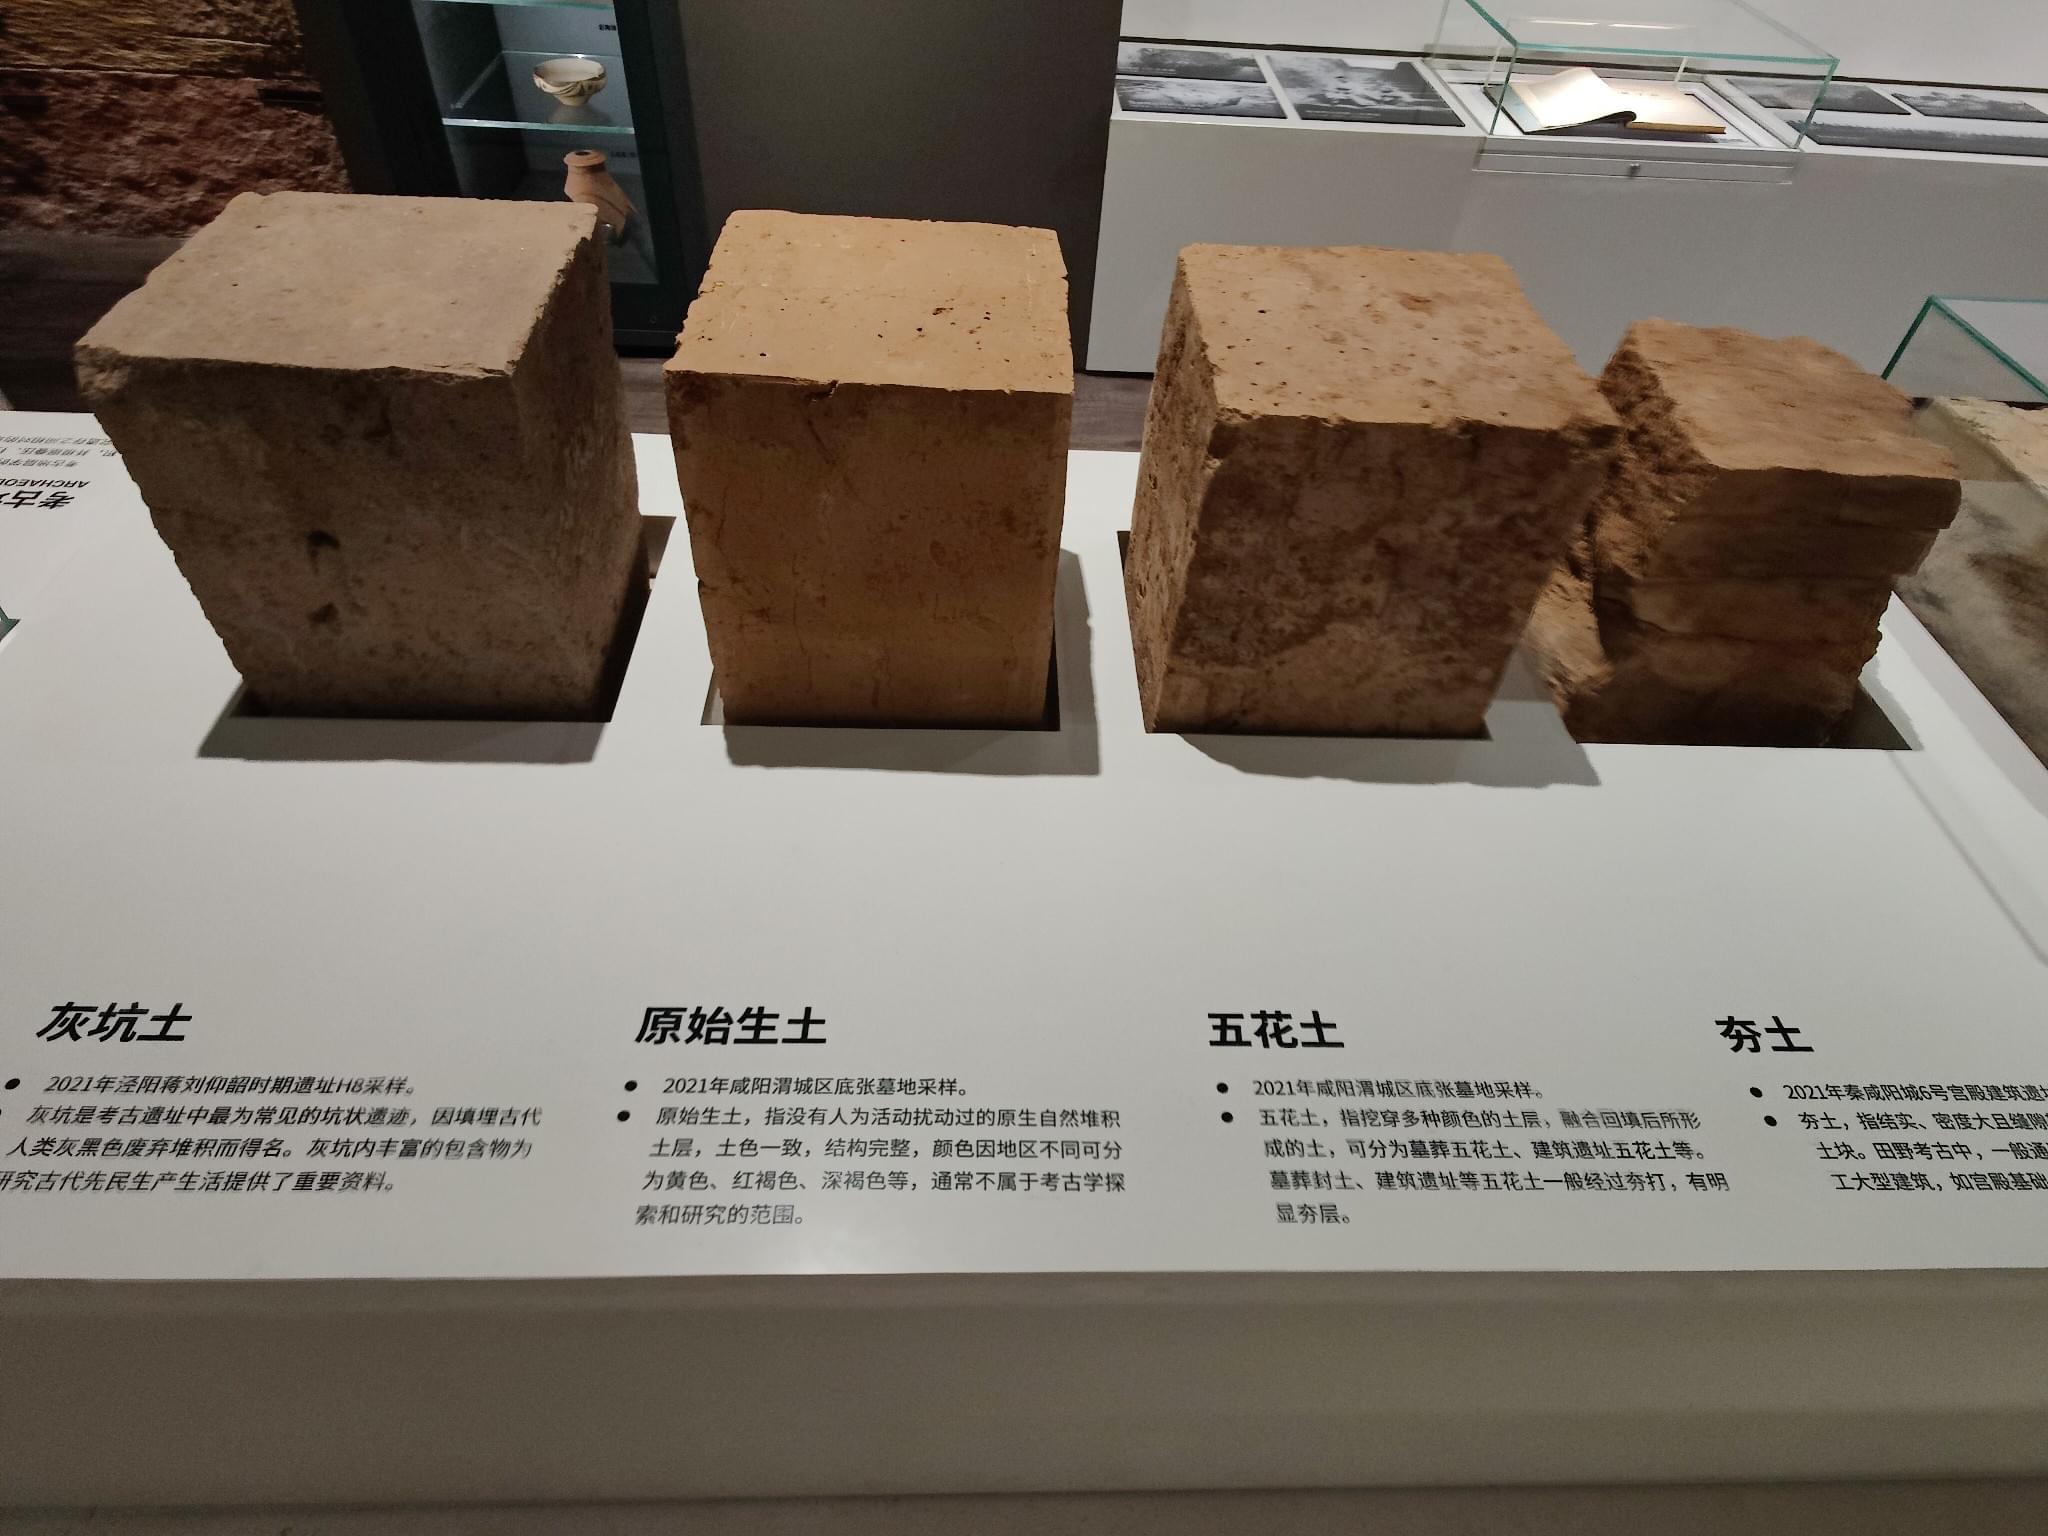 灰坑土
2021年泾阳蒋刘仰韶时期遗址H8采样。
灰坑是考古遗址中最为常见的坑状遗迹，因填埋古代
人类灰黑色废弃堆积而得名。灰坑内丰富的包含物为
研究古代先民生产生活提供了重要资料。
原始生土
2021年咸阳渭城区底张墓地采样。
原始生土，指没有人为活动扰动过的原生自然堆积
土层，土色一致，结构完整，颜色因地区不同可分
为黄色、红褐色、深褐色等，通常不属于考古学探
索和研究的范围。
五花土
2021年咸阳渭城区底张墓地采样。
五花土，指挖穿多种颜色的土层，融合回填后所形
成的土，可分为墓葬五花土、建筑遗址五花土等。
墓葬封土、建筑遗址等五花土一般经过夯打，有明
显夯层。
夯土
2021年秦咸阳城6号宫殿建筑遗址
夯土，指结实、密度大且缝隙
土块。田野考古中，一般通
工大型建筑，如宫殿基础
考古
ARCHAEOL